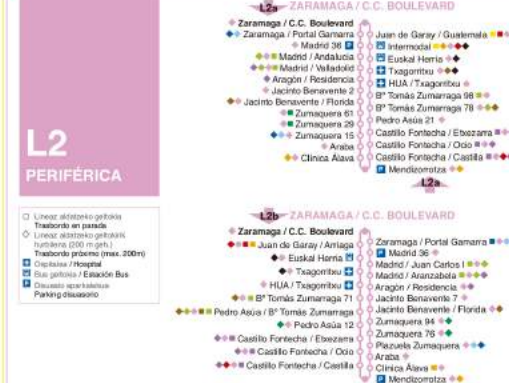 L2
PERIFÉRICA
Lineaz aldatzeko geltokia
Trasbordo en parada
Lineaz aldatzeko geltokirik
hurbilena (200 m geh.)
Trasbordo próximo (max. 200m)
Ospitalea / Hospital
Bus geltokia / Estación Bus
Disuasio aparkalekua
Parking disuasorio
L2a ZARAMAGA / C.C. BOULEVARD
Zaramaga / C.C. Boulevard
Zaramaga / Portal Gamarra
Madrid 36 P
Madrid / Andalucia
Madrid / Valladolid
Aragón / Residencia
Jacinto Benavente 2
Jacinto Benavente / Florida
Zumaquera 61
Zumaquera 29
Zumaquera 15
Araba
Clínica Álava
Juan de Garay / Guatemala
Intermodal
Euskal Herria
Txagorritxu
HUA / Txagorritxu
Bº Tomás Zumarraga 98
Bº Tomás Zumarraga 78
Pedro Asúa 21
Castillo Fontecha / Etxezarra
Castillo Fontecha / Ocio
Castillo Fontecha / Castilla
P Mendizorrotza
L2a
L2b ZARAMAGA / C.C. BOULEVARD
Zaramaga / C.C. Boulevard
Juan de Garay / Arriaga
Euskal Herria
Txagorritxu
HUA / Txagorritxu
Bº Tomás Zumarraga 71
Pedro Asúa / Bº Tomás Zumarraga
Pedro Asúa 12
Castillo Fontecha / Etxezarra
Castillo Fontecha / Ocio
Castillo Fontecha / Castilla
Zaramaga / Portal Gamarra
P Madrid 36
Madrid / Juan Carlos I
Madrid / Aranzabela
Aragón / Residencia
Jacinto Benavente 7
Jacinto Benavente / Florida
Zumaquera 94
Zumaquera 76
Plazuela Zumaquera
Araba
Clínica Álava
P Mendizorrotza